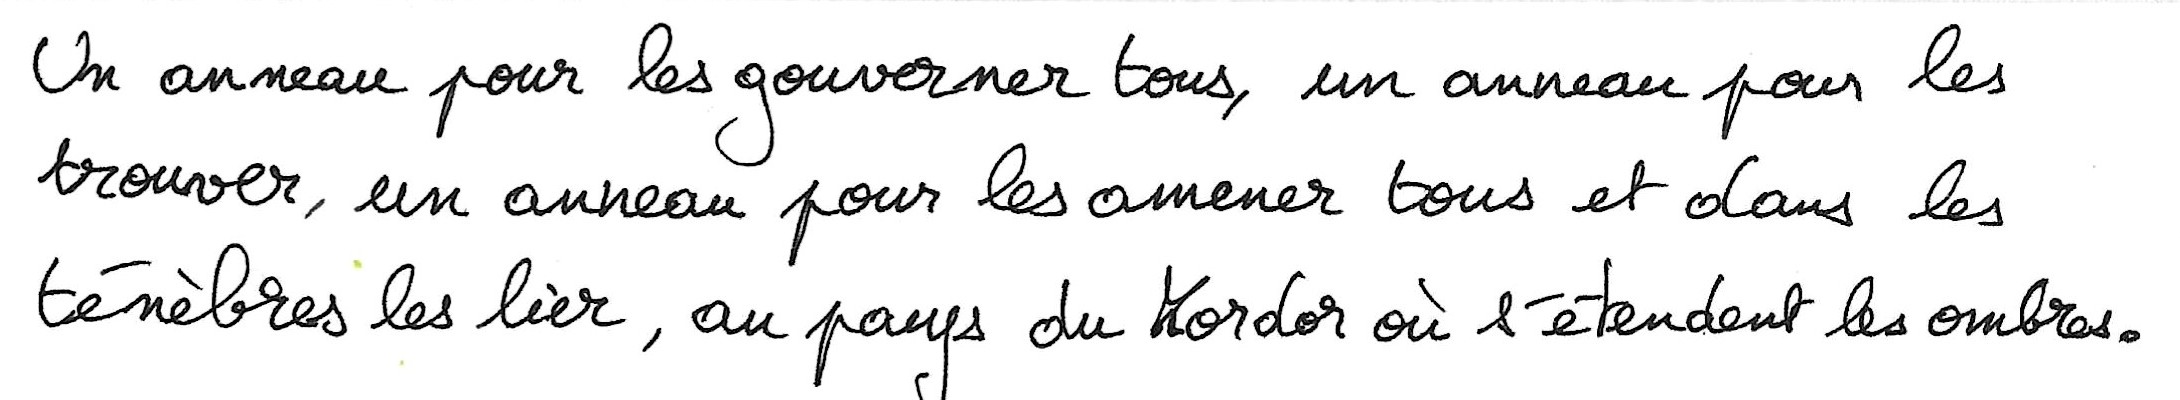 Un anneau pour les gouverner tous, un anneau pour les
trouver, un anneau pour les amener tous et dans les
ténèbres les lier, au pays du Mordor où s'étendent les ombres.